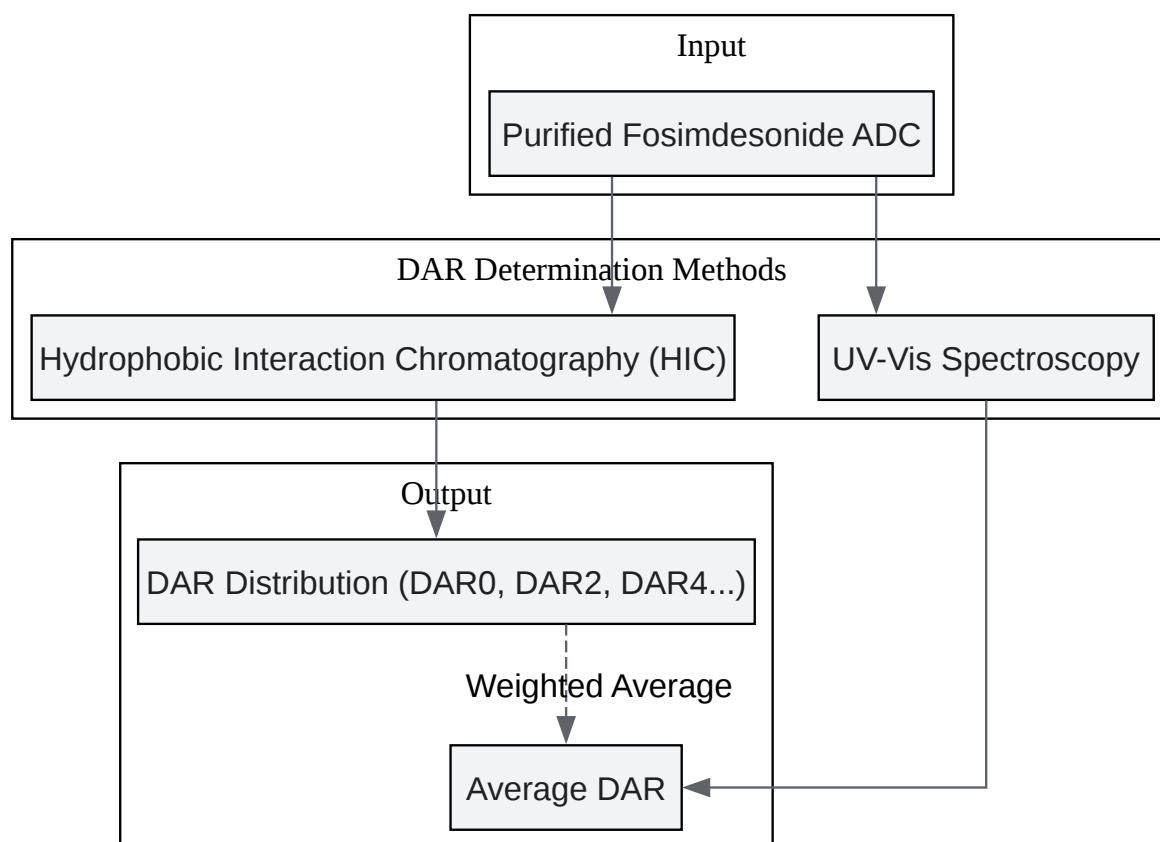 Input
Purified Fosimdesonide ADC
DAR Determination Methods
Hydrophobic Interaction Chromatography (HIC)
UV-Vis Spectroscopy
Output
DAR Distribution (DAR0, DAR2, DAR4...)
Weighted Average
Average DAR